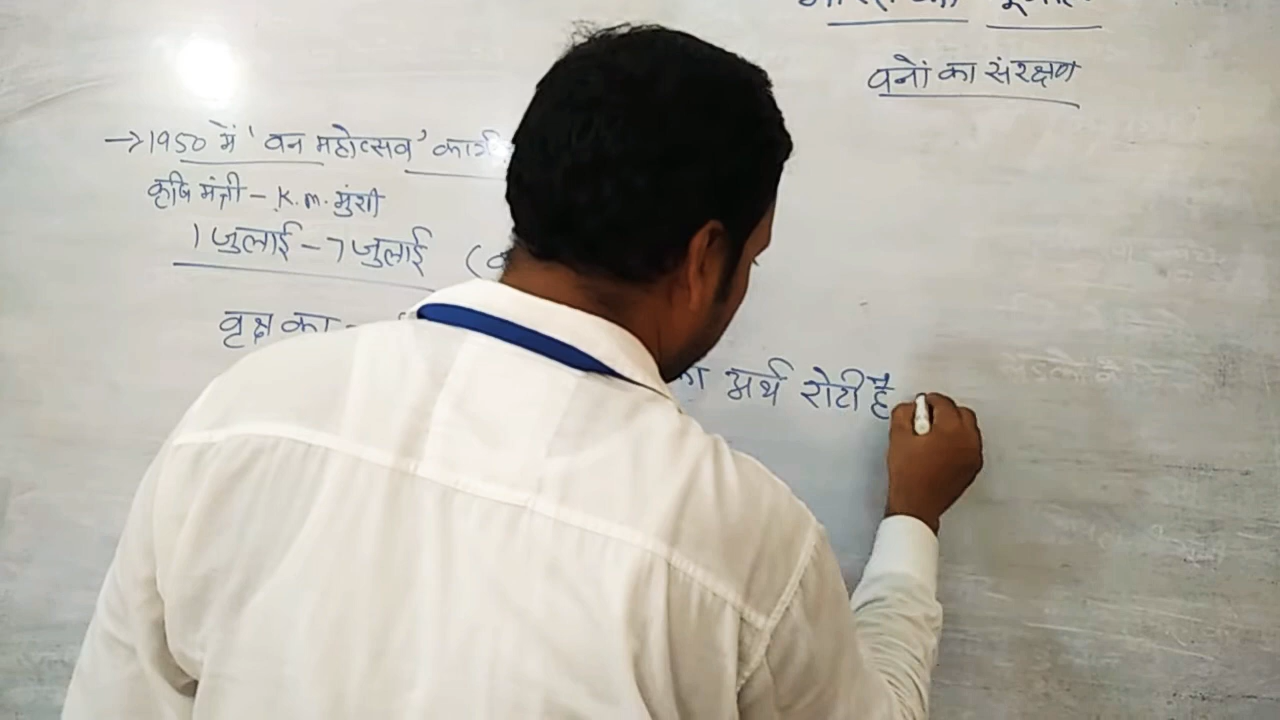 वनों का संरक्षण
→ 1950 में 'वन महोत्सव'
कृषि मंत्री - K.M. मुंशी
1 जुलाई - 7 जुलाई (
वृक्ष का -
का अर्थ रोटी है